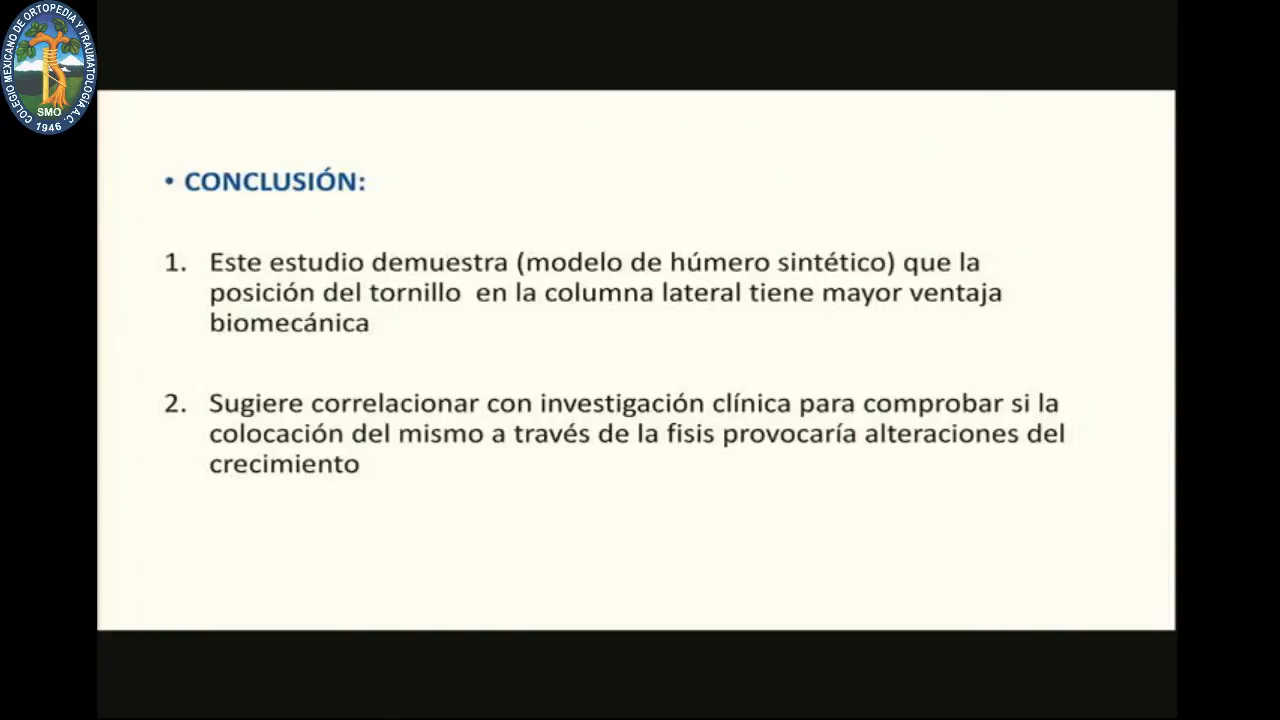 COLEGIO MEXICANO DE ORTOPEDIA Y TRAUMATOLOGÍA A.C.
SMO
1946
• CONCLUSIÓN:
1. Este estudio demuestra (modelo de húmero sintético) que la
posición del tornillo en la columna lateral tiene mayor ventaja
biomecánica
2. Sugiere correlacionar con investigación clínica para comprobar si la
colocación del mismo a través de la fisis provocaría alteraciones del
crecimiento